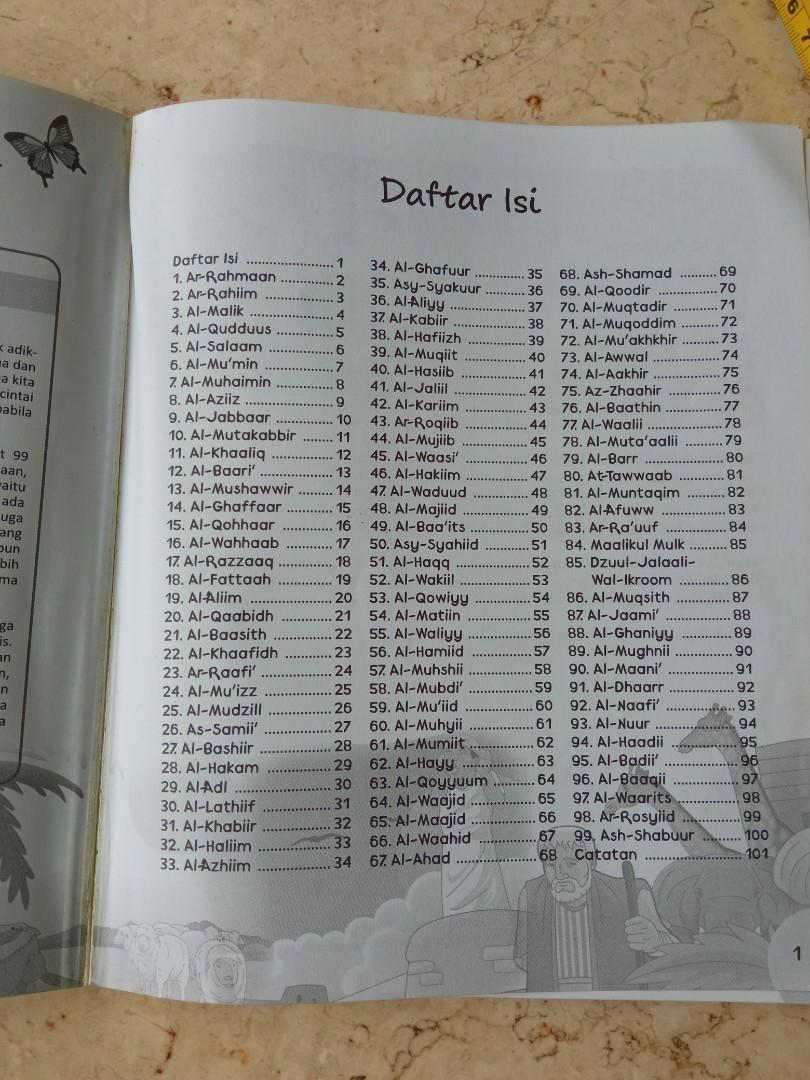 Daftar Isi
Daftar Isi ........................ 1
1. Ar-Rahmaan .............. 2
2. Ar-Rahiim .................. 3
3. Al-Malik ..................... 4
4. Al-Qudduus ............... 5
5. Al-Salaam ................... 6
6. Al-Mu'min ................... 7
7. Al-Muhaimin .............. 8
8. Al-Aziiz ....................... 9
9. Al-Jabbaar .................. 10
10. Al-Mutakabbir ........ 11
11. Al-Khaaliq ................ 12
12. Al-Baari' ................... 13
13. Al-Mushawwir ......... 14
14. Al-Ghaffaar .............. 15
15. Al-Qohhaar ............... 16
16. Al-Wahhaab ............. 17
17. Al-Razzaaq ............... 18
18. Al-Fattaah ................ 19
19. Al-Aliim ..................... 20
20. Al-Qaabidh .............. 21
21. Al-Baasith ................ 22
22. Al-Khaafidh ............. 23
23. Ar-Raafi' .................. 24
24. Al-Mu'izz .................. 25
25. Al-Mudzill ................ 26
26. As-Samii' .................. 27
27. Al-Bashiir ................. 28
28. Al-Hakam ................. 29
29. Al-Adl ....................... 30
30. Al-Lathiif .................. 31
31. Al-Khabiir ................. 32
32. Al-Haliim .................. 33
33. Al-Azhiim .................. 34
34. Al-Ghafuur .............. 35
35. Asy-Syakuur ............ 36
36. Al-Aliyy ..................... 37
37. Al-Kabiir ................... 38
38. Al-Hafiizh ................. 39
39. Al-Muqiit .................. 40
40. Al-Hasiib .................. 41
41. Al-Jaliil ..................... 42
42. Al-Kariim .................. 43
43. Ar-Roqiib ................. 44
44. Al-Mujiib .................. 45
45. Al-Waasi' ................. 46
46. Al-Hakiim ................. 47
47. Al-Waduud .............. 48
48. Al-Majiid .................. 49
49. Al-Baa'its ................. 50
50. Asy-Syahiid ............. 51
51. Al-Haqq .................... 52
52. Al-Wakiil ................... 53
53. Al-Qowiyy ................ 54
54. Al-Matiin .................. 55
55. Al-Waliyy ................. 56
56. Al-Hamiid ................ 57
57. Al-Muhshii ............... 58
58. Al-Mubdi' ................. 59
59. Al-Mu'iid .................. 60
60. Al-Muhyii ................. 61
61. Al-Mumiit ................ 62
62. Al-Hayy .................... 63
63. Al-Qoyyuum ............ 64
64. Al-Waajid ................ 65
65. Al-Maajid ................ 66
66. Al-Waahid ............... 67
67. Al-Ahad .................... 68
68. Ash-Shamad ......... 69
69. Al-Qoodir ................ 70
70. Al-Muqtadir ........... 71
71. Al-Muqoddim ......... 72
72. Al-Mu'akhkhir ........ 73
73. Al-Awwal ................. 74
74. Al-Aakhir ................. 75
75. Az-Zhaahir ............. 76
76. Al-Baathin .............. 77
77. Al-Waalii ................. 78
78. Al-Muta'aalii .......... 79
79. Al-Barr .................... 80
80. At-Tawwaab .......... 81
81. Al-Muntaqim .......... 82
82. Al-Afuww ................ 83
83. Ar-Ra'uuf ............... 84
84. Maalikul Mulk ........ 85
85. Dzuul-Jalaali-
Wal-Ikroom ............. 86
86. Al-Muqsith ............. 87
87. Al-Jaami' ................ 88
88. Al-Ghaniyy ............. 89
89. Al-Mughnii ............. 90
90. Al-Maani' ............... 91
91. Al-Dhaarr ............... 92
92. Al-Naafi' ................. 93
93. Al-Nuur .................. 94
94. Al-Haadii ................ 95
95. Al-Badii' ................. 96
96. Al-Baaqii ................ 97
97. Al-Waarits .............. 98
98. Ar-Rosyiid .............. 99
99. Ash-Shabuur ......... 100
Catatan ....................... 101
1